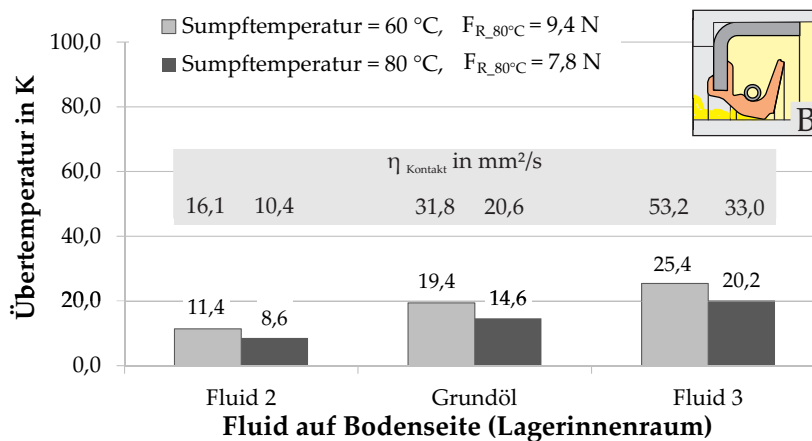 Sumpftemperatur = 60 °C, F_R_80°C = 9,4 N
Sumpftemperatur = 80 °C, F_R_80°C = 7,8 N
B
Übertemperatur in K
100,0
80,0
60,0
40,0
20,0
0,0
η Kontakt in mm²/s
16,1 10,4 31,8 20,6 53,2 33,0
11,4 8,6 19,4 14,6 25,4 20,2
Fluid 2 Grundöl Fluid 3
Fluid auf Bodenseite (Lagerinnenraum)